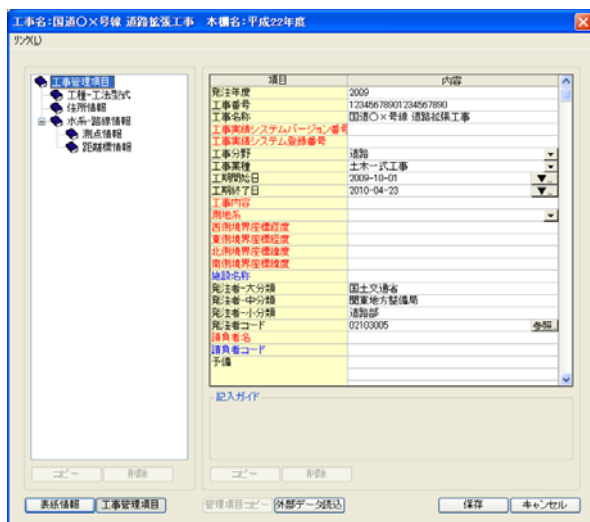 工事名:国道○×号線 道路拡張工事 本棚名:平成22年度
リンク(L)
工事管理項目
工種-工法型式
住所情報
水系-路線情報
測点情報
距離標情報
項目 内容
発注年度 2009
工事番号 12345678901234567890
工事名称 国道○×号線 道路拡張工事
工事実績システムバージョン番号
工事実績システム登録番号
工事分野 道路
工事業種 土木一式工事
工期開始日 2009-10-01
工期終了日 2010-04-23
工事内容
測地系
西側境界座標経度
東側境界座標経度
北側境界座標緯度
南側境界座標緯度
施設名称
発注者-大分類 国土交通省
発注者-中分類 関東地方整備局
発注者-小分類 道路部
発注者コード 02103005 参照..
請負者名
請負者コード
予備
記入ガイド
コピー 削除 コピー 削除
表紙情報 工事管理項目 管理項目コピー 外部データ読込 保存 キャンセル